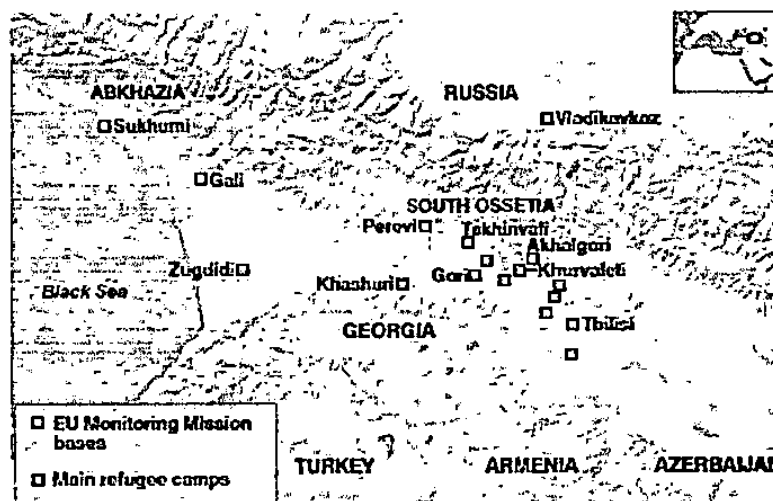 ABKHAZIA
RUSSIA
Sukhumi
Vladikavkaz
Gali
SOUTH OSSETIA
Perevi
Tskhinvali
Akhalgori
Zugdidi
Gori
Khurvaleti
Black Sea
Khashuri
GEORGIA
Tbilisi
EU Monitoring Mission
bases
Main refugee camps
TURKEY
ARMENIA
AZERBAIJAN